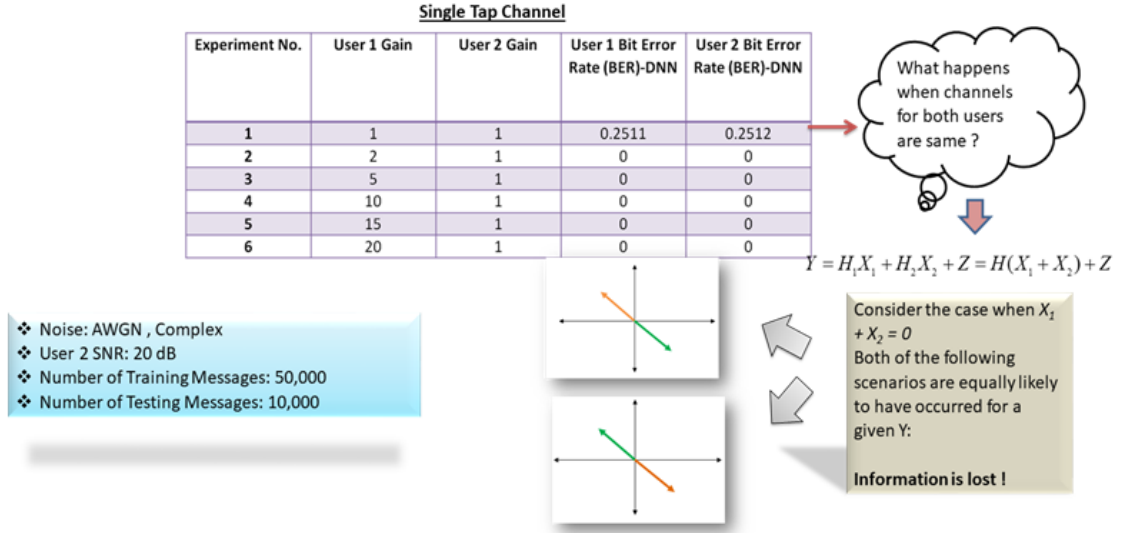 Single Tap Channel
Experiment No. User 1 Gain User 2 Gain User 1 Bit Error User 2 Bit Error
Rate (BER)-DNN Rate (BER)-DNN
1 1 1 0.2511 0.2512
2 2 1 0 0
3 5 1 0 0
4 10 1 0 0
5 15 1 0 0
6 20 1 0 0
What happens
when channels
for both users
are same ?
Y = H₁X₁ + H₂X₂ + Z = H(X₁ + X₂) + Z
❖ Noise: AWGN , Complex
❖ User 2 SNR: 20 dB
❖ Number of Training Messages: 50,000
❖ Number of Testing Messages: 10,000
Consider the case when X₁
+ X₂ = 0
Both of the following
scenarios are equally likely
to have occurred for a
given Y:
Information is lost !